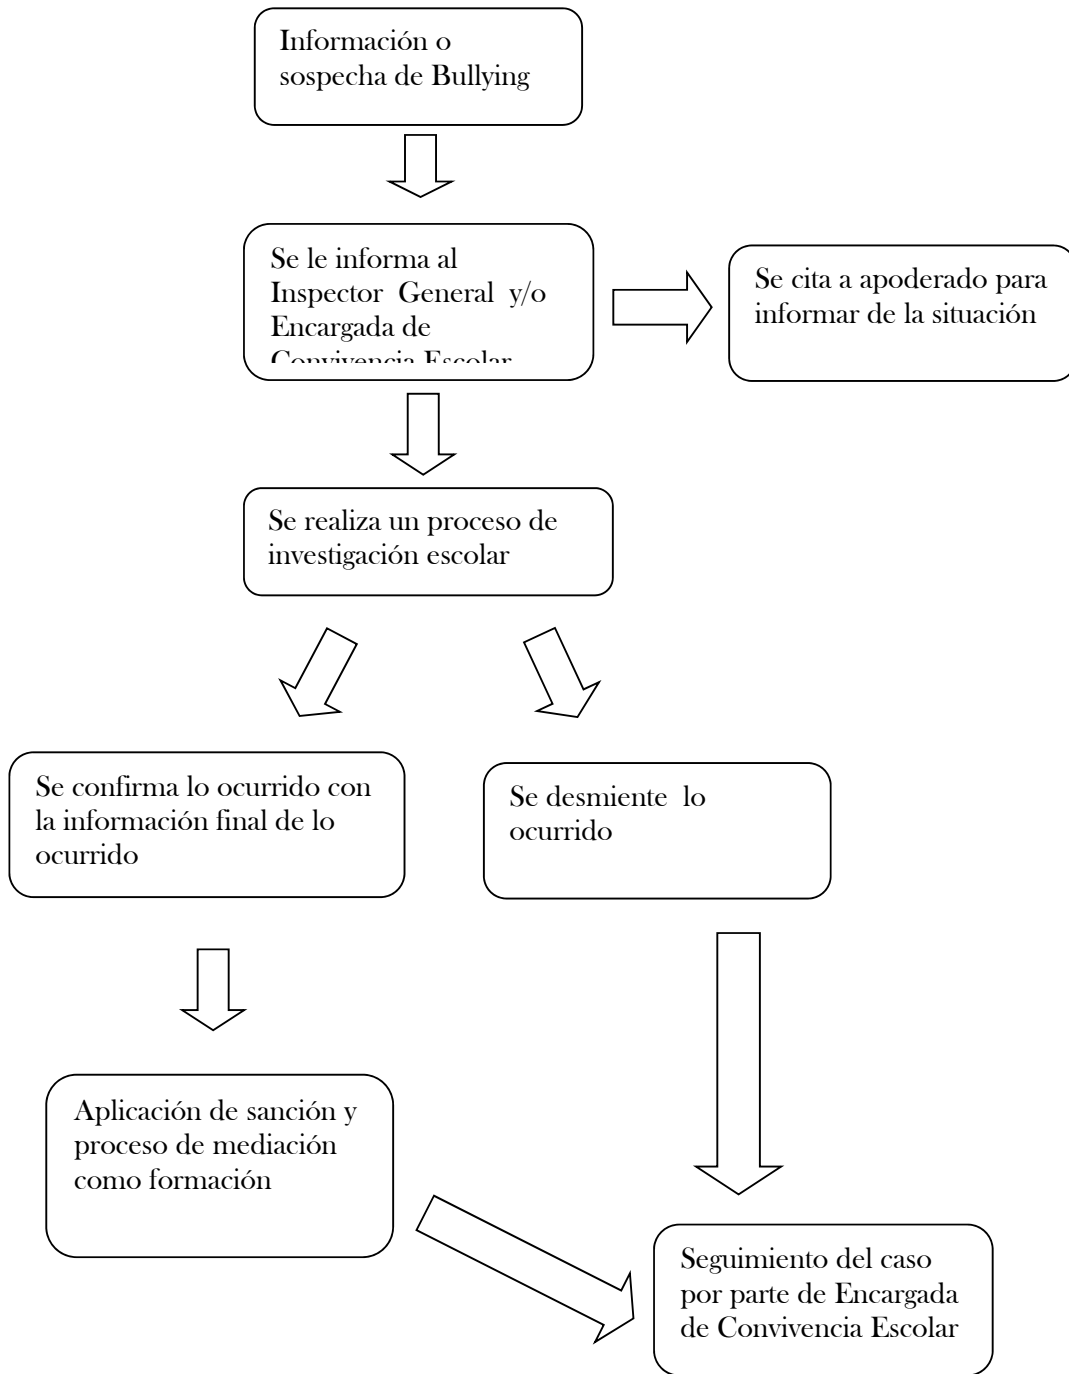 Información o
sospecha de Bullying
Se le informa al
Inspector General y/o
Encargada de
Convivencia Escolar
Se cita a apoderado para
informar de la situación
Se realiza un proceso de
investigación escolar
Se confirma lo ocurrido con
la información final de lo
ocurrido
Se desmiente lo
ocurrido
Aplicación de sanción y
proceso de mediación
como formación
Seguimiento del caso
por parte de Encargada
de Convivencia Escolar